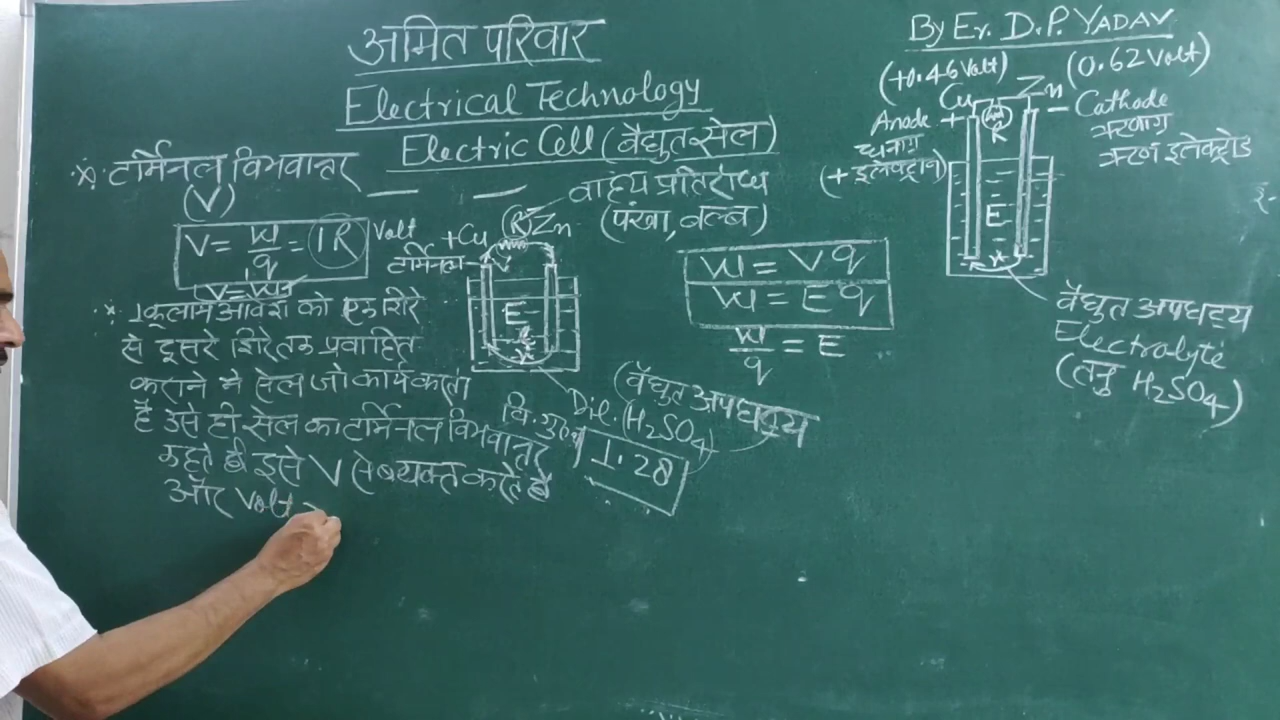 अमित परिवार
By Er. D.P. YADAV
Electrical Technology
Electric Cell (वैद्युत सेल)
टर्मिनल विभवान्तर
(V)
V = W/q = IR Volt
V = W
1 कूलाम आवेश को एक शिरे
से दूसरे शिरे तक प्रवाहित
कराने में सेल जो कार्य करता
है उसे ही सेल का टर्मिनल विभवान्तर
कहते है इसे V से व्यक्त करते है
और Volt
वाह्य प्रतिरोध
(पंखा, बल्ब)
+Cu (R) Zn
टर्मिनल
V
E
W = Vq
W = Eq
W/q = E
(वैद्युत अपघट्य
Dil. (H₂SO₄)
वि. गु०
1.28
(+0.46 Volt) (0.62 Volt)
Cu Zn
Anode + R - Cathode
धनाग्र ऋणाग्र
(+ इलेक्ट्रान) ऋण इलेक्ट्रोड
E
वैद्युत अपघट्य
Electrolyte
(तनु H₂SO₄)